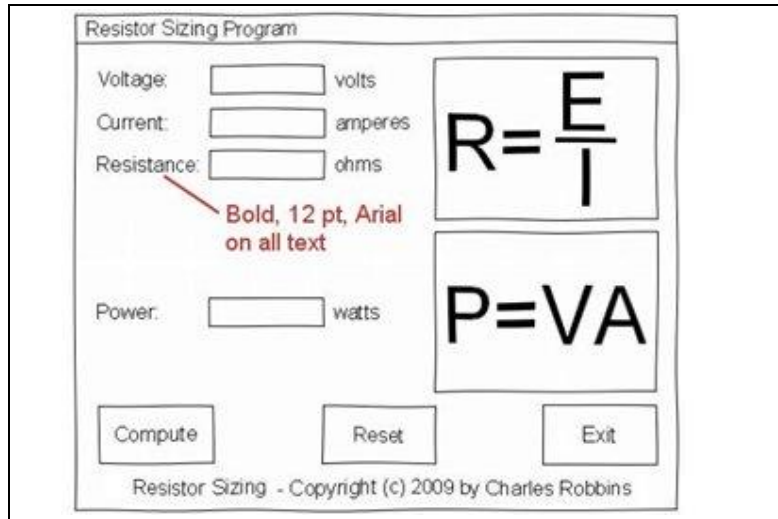 Resistor Sizing Program
Voltage: volts
Current: amperes
Resistance: ohms
Bold, 12 pt, Arial
on all text
R=E/I
Power: watts
P=VA
Compute Reset Exit
Resistor Sizing - Copyright (c) 2009 by Charles Robbins